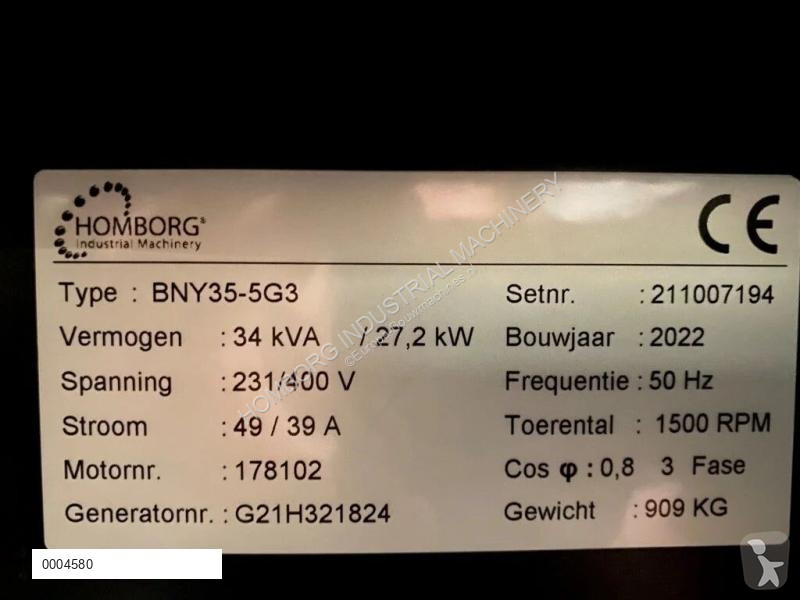 HOMBORG®
Industrial Machinery
CE
Type : BNY35-5G3
Setnr. : 211007194
Vermogen : 34 kVA / 27,2 kW
Bouwjaar : 2022
Spanning : 231/400 V
Frequentie : 50 Hz
Stroom : 49 / 39 A
Toerental : 1500 RPM
Motornr. : 178102
Cos φ : 0,8 3 Fase
Generatornr. : G21H321824
Gewicht : 909 KG
HOMBORG INDUSTRIAL MACHINERY
0004580